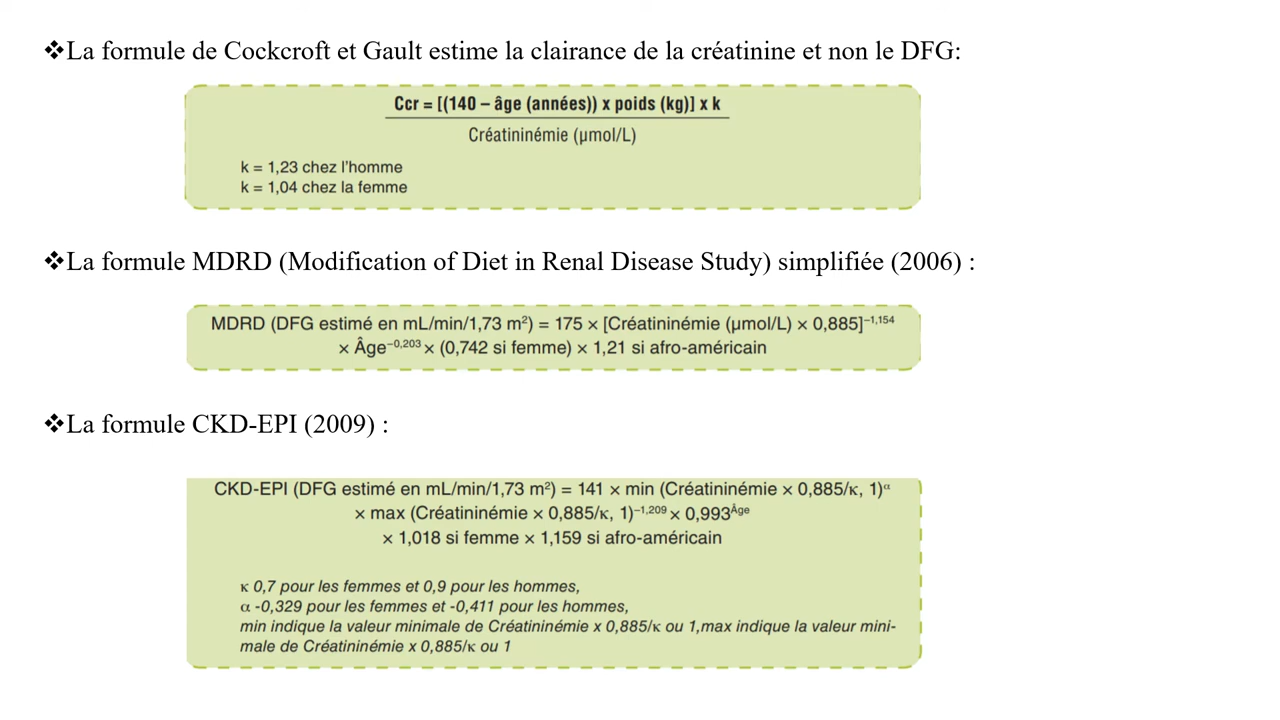 ❖La formule de Cockcroft et Gault estime la clairance de la créatinine et non le DFG:
Ccr = [(140 – âge (années)) x poids (kg)] x k
Créatininémie (µmol/L)
k = 1,23 chez l'homme
k = 1,04 chez la femme
❖La formule MDRD (Modification of Diet in Renal Disease Study) simplifiée (2006) :
MDRD (DFG estimé en mL/min/1,73 m²) = 175 × [Créatininémie (µmol/L) × 0,885]⁻¹,¹⁵⁴
× Âge⁻⁰,²⁰³ × (0,742 si femme) × 1,21 si afro-américain
❖La formule CKD-EPI (2009) :
CKD-EPI (DFG estimé en mL/min/1,73 m²) = 141 × min (Créatininémie × 0,885/κ, 1)ᵅ
× max (Créatininémie × 0,885/κ, 1)⁻¹,²⁰⁹ × 0,993^Âge
× 1,018 si femme × 1,159 si afro-américain
κ 0,7 pour les femmes et 0,9 pour les hommes,
α -0,329 pour les femmes et -0,411 pour les hommes,
min indique la valeur minimale de Créatininémie x 0,885/κ ou 1,max indique la valeur mini-
male de Créatininémie x 0,885/κ ou 1